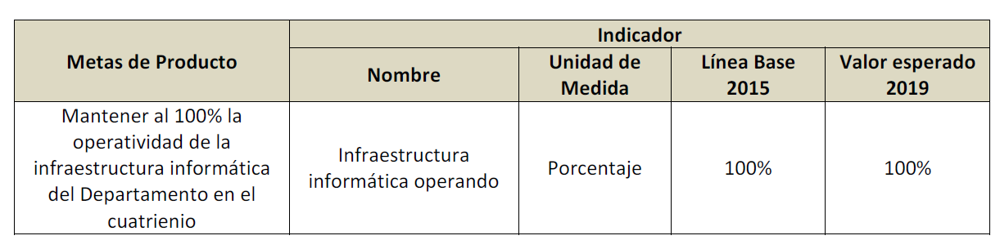 Metas de Producto
Indicador
Nombre
Unidad de
Medida
Línea Base
2015
Valor esperado
2019
Mantener al 100% la
operatividad de la
infraestructura informática
del Departamento en el
cuatrienio
Infraestructura
informática operando
Porcentaje
100%
100%